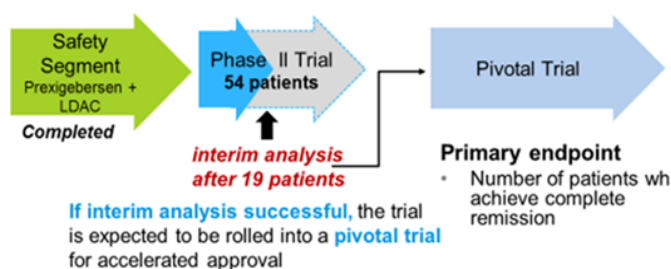 Safety
Segment
Prexigebersen +
LDAC
Completed
Phase II Trial
54 patients
interim analysis
after 19 patients
If interim analysis successful, the trial
is expected to be rolled into a pivotal trial
for accelerated approval
Pivotal Trial
Primary endpoint
• Number of patients wh
achieve complete
remission